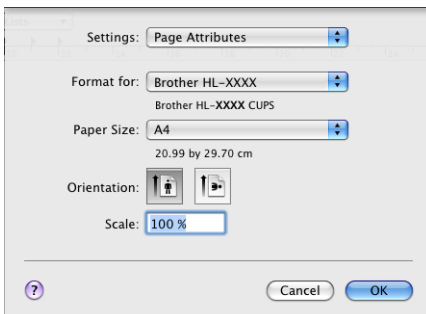 Settings: Page Attributes
Format for: Brother HL-XXXX
Brother HL-XXXX CUPS
Paper Size: A4
20.99 by 29.70 cm
Orientation:
Scale: 100 %
? Cancel OK